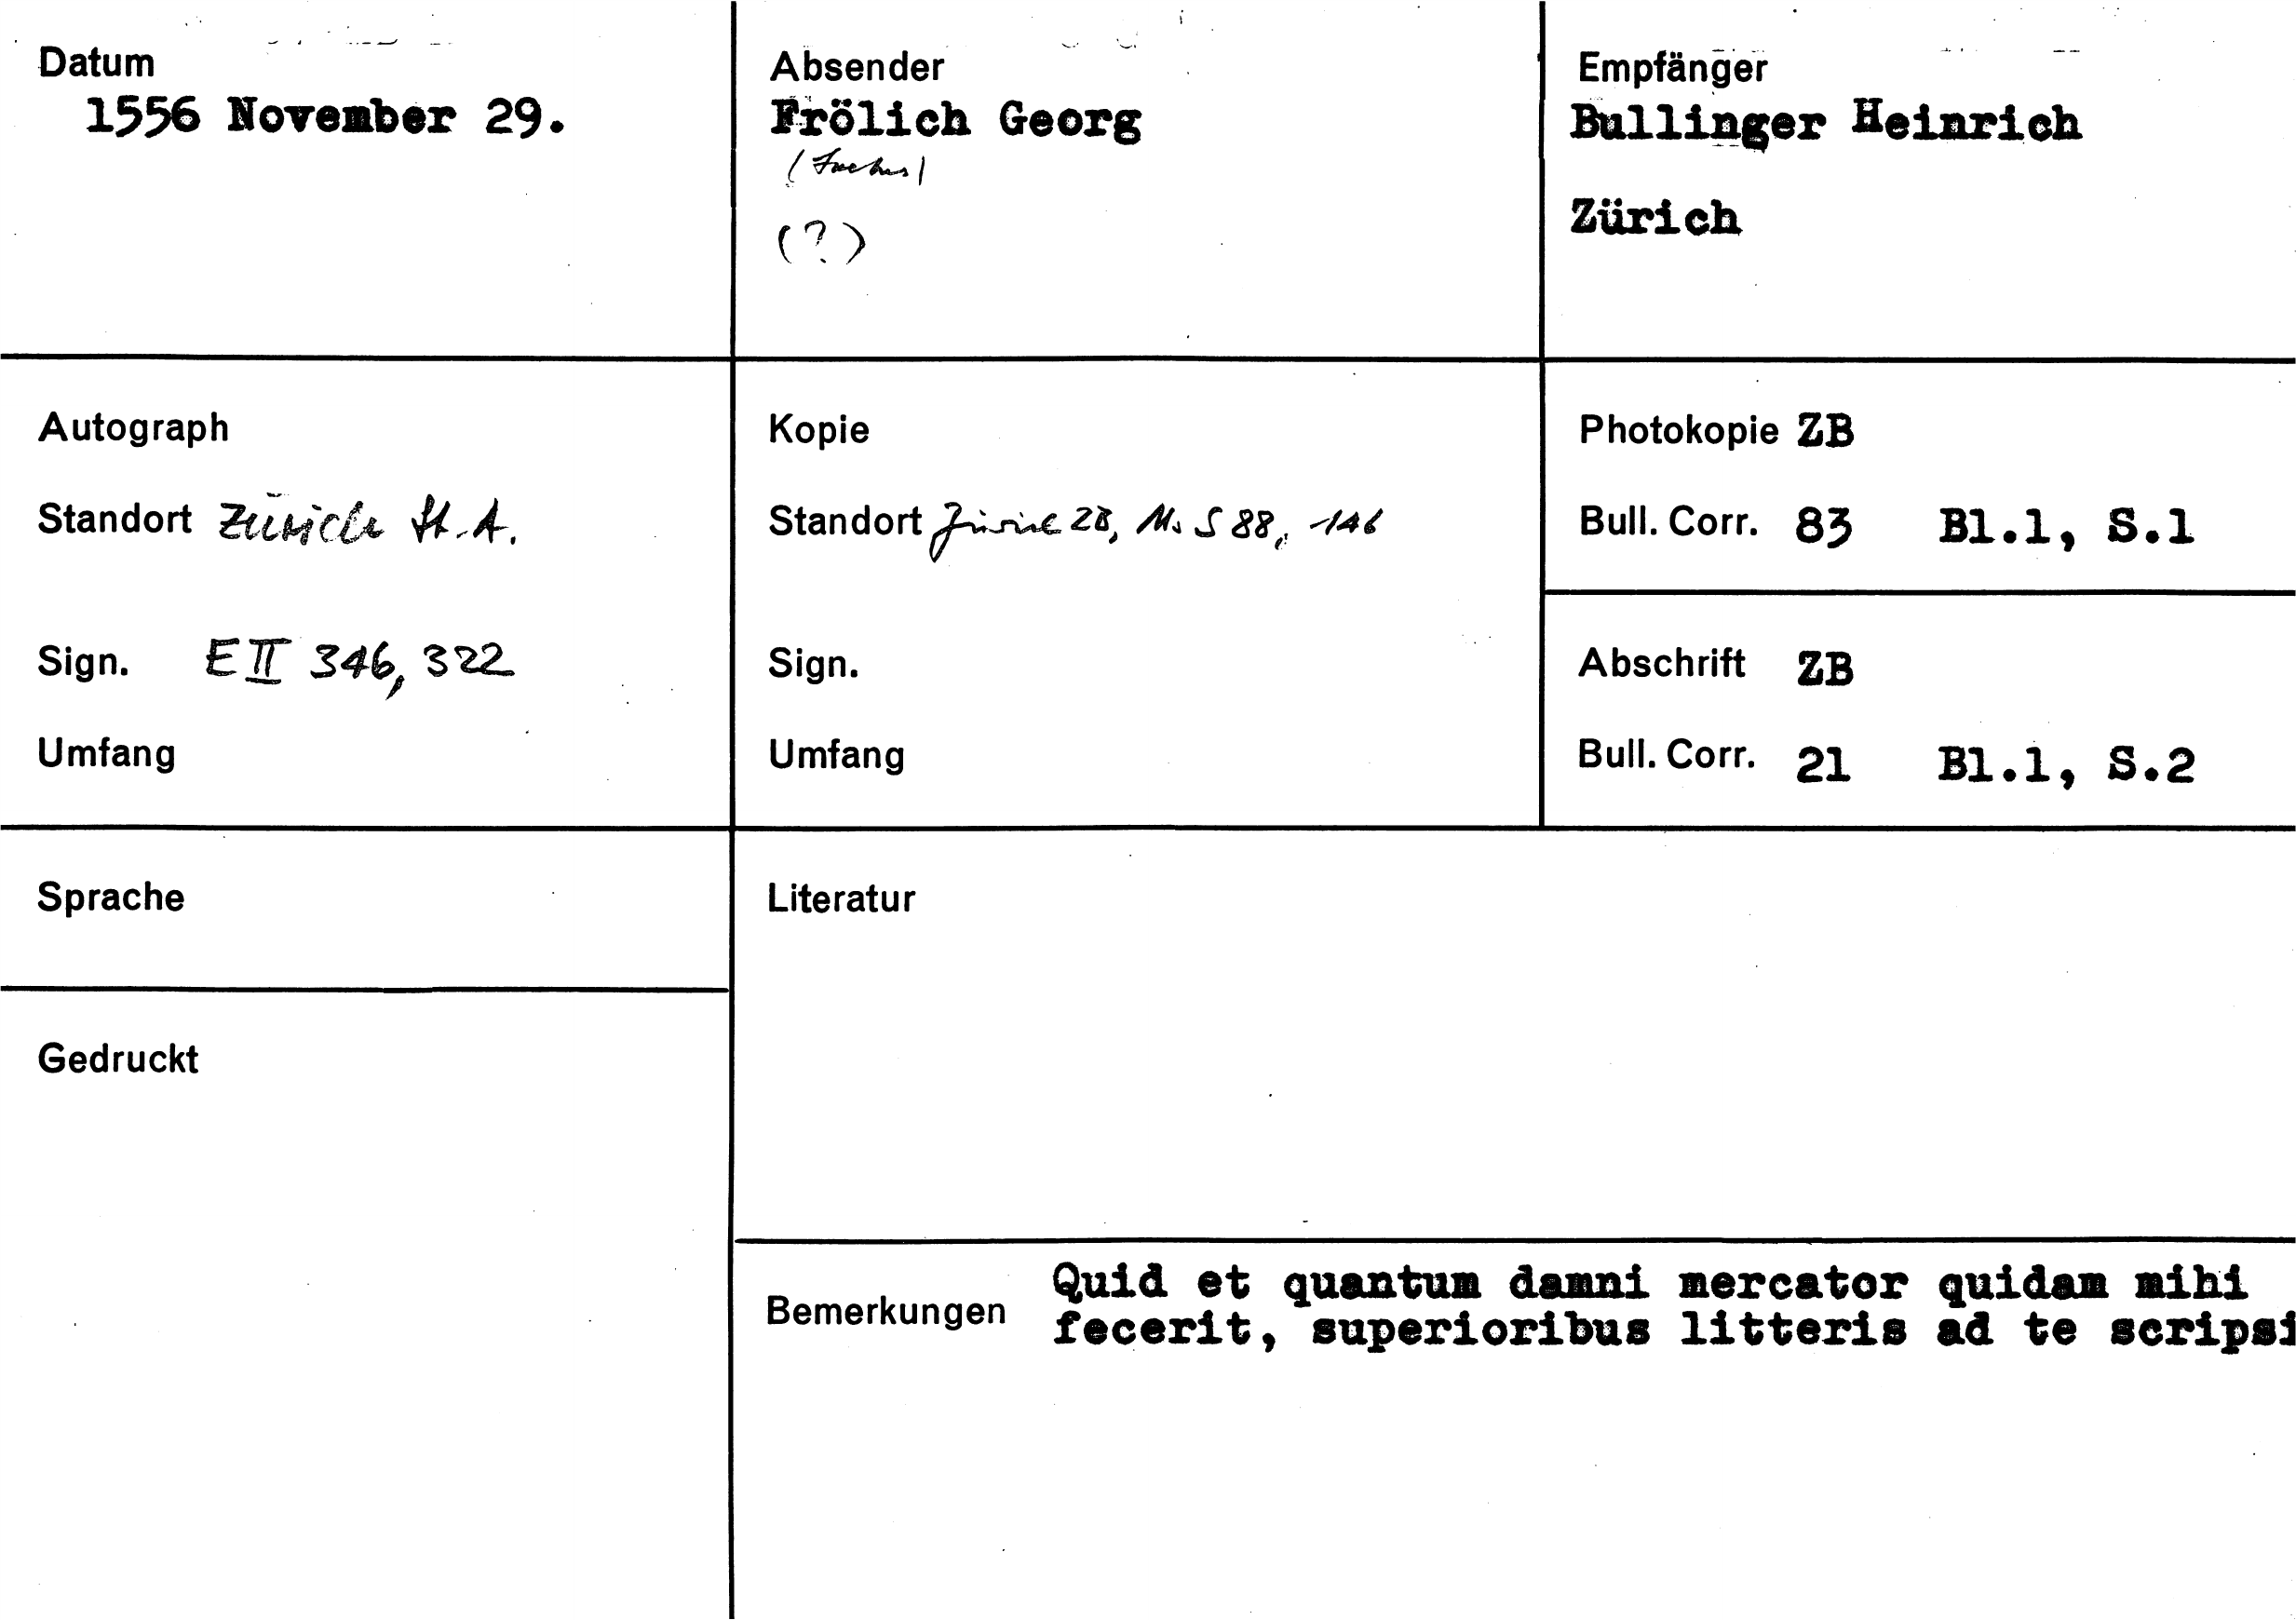 Datum
1556 November 29.
Absender
Frölich Georg
(?)
Empfänger
Bullinger Heinrich
Zürich
Autograph
Standort Zürich St.A.
Sign. E II 346, 322
Umfang
Kopie
Standort Zürich ZB, Ms S 88, 146
Sign.
Umfang
Photokopie ZB
Bull. Corr. 83 Bl.1, S.1
Abschrift ZB
Bull. Corr. 21 Bl.1, S.2
Sprache
Gedruckt
Literatur
Bemerkungen
Quid et quantum damni mercator quidam mihi
fecerit, superioribus litteris ad te scripsi